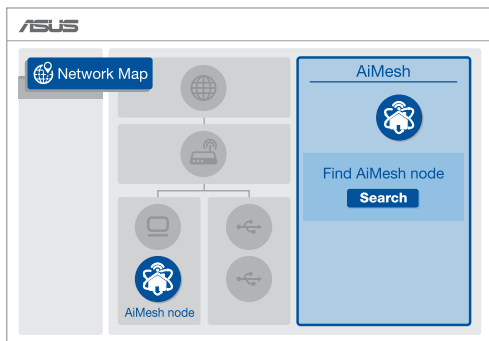 ASUS
Network Map
AiMesh
Find AiMesh node
Search
AiMesh node